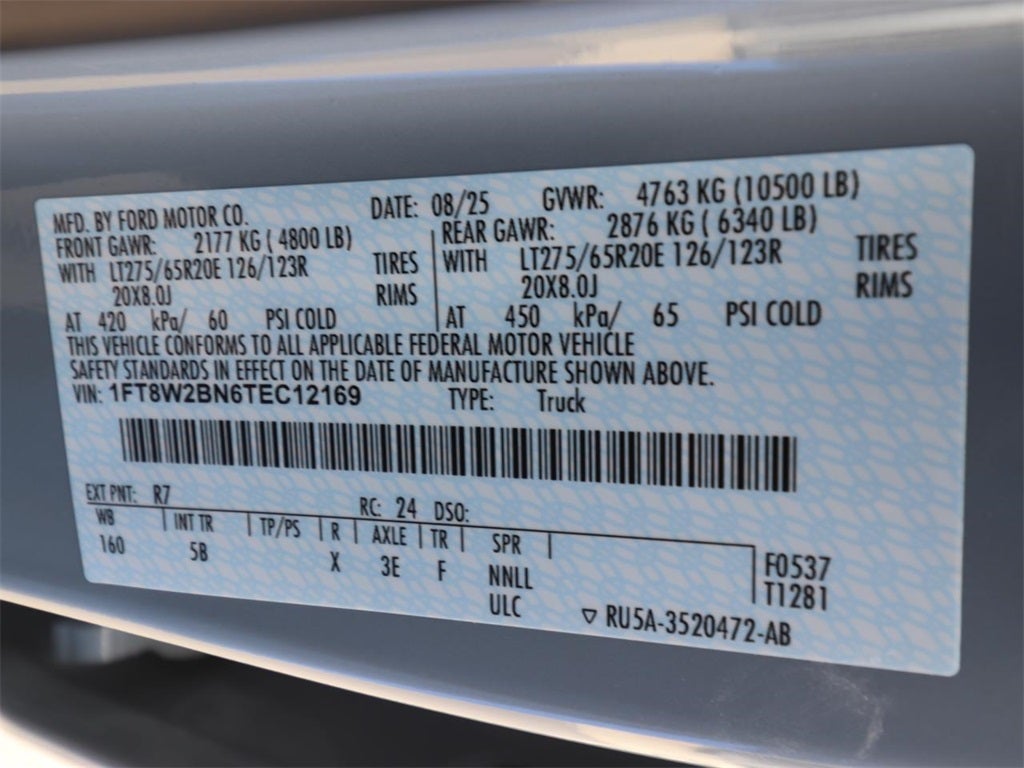 MFD. BY FORD MOTOR CO. DATE: 08/25 GVWR: 4763 KG (10500 LB)
FRONT GAWR: 2177 KG ( 4800 LB) REAR GAWR: 2876 KG ( 6340 LB)
WITH LT275/65R20E 126/123R TIRES WITH LT275/65R20E 126/123R TIRES
20X8.0J RIMS 20X8.0J RIMS
AT 420 kPa/ 60 PSI COLD AT 450 kPa/ 65 PSI COLD
THIS VEHICLE CONFORMS TO ALL APPLICABLE FEDERAL MOTOR VEHICLE
SAFETY STANDARDS IN EFFECT ON THE DATE OF MANUFACTURE SHOWN ABOVE.
VIN: 1FT8W2BN6TEC12169 TYPE: Truck
EXT PNT: R7 RC: 24 DSO:
WB INT TR TP/PS R AXLE TR SPR
160 5B X 3E F NNLL F0537
ULC T1281
▽ RU5A-3520472-AB